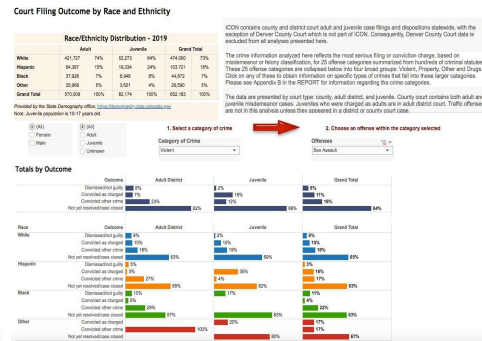 Court Filing Outcome by Race and Ethnicity
Race/Ethnicity Distribution - 2019
Adult Juvenile Grand Total
White 421,727 74% 52,273 64% 474,000 73%
Hispanic 84,387 15% 19,334 24% 103,721 16%
Black 37,926 7% 6,946 8% 44,872 7%
Other 25,969 5% 3,621 4% 29,590 5%
Grand Total 570,009 100% 82,174 100% 652,183 100%
Provided by the State Demography office, https://demography.dola.colorado.gov
Note: Juvenile population is 10-17 years old.
ICON contains county and district court adult and juvenile case filings and dispositions statewide, with the
exception of Denver County Court which is not part of ICON. Consequently, Denver County Court data is
excluded from all analyses presented here.
The crime information analyzed here reflects the most serious filing or conviction charge, based on
misdemeanor or felony classification, for 25 offense categories summarized from hundreds of criminal statutes
These 25 offense categories are collapsed below into four broad groups: Violent, Property, Other and Drugs
Click on any of these to obtain information on specific types of crimes that fall into these larger categories.
Please see Appendix B in the REPORT for information regarding the crime categories.
The data are presented by court type: county, adult district, and juvenile. County court contains both adult and
juvenile misdemeanor cases. Juveniles who were charged as adults are in adult district court. Traffic offenses
are not in this analysis unless they appeared in a district or county court case.
(All)
Female
Male
(All)
Adult
Juvenile
Unknown
1. Select a category of crime
Category of Crime
Violent
2. Choose an offense within the category selected
Offenses
Sex Assault
Totals by Outcome
Outcome Adult District Juvenile Grand Total
Dismissed/not guilty 8% 2% 6%
Convicted as charged 7% 18% 11%
Convicted other crime 23% 12% 18%
Not yet resolved/case closed 62% 68% 64%
Race Outcome Adult District Juvenile Grand Total
White Dismissed/not guilty 2% 6%
Convicted as charged 10% 10% 10%
Convicted other crime 18% 19% 18%
Not yet resolved/case closed 63% 69% 65%
Hispanic Dismissed/not guilty 5% 3%
Convicted as charged 3% 35% 16%
Convicted other crime 27% 4% 17%
Not yet resolved/case closed 65% 62% 63%
Black Dismissed/not guilty 10% 17% 11%
Convicted as charged 5% 4%
Convicted other crime 29% 22%
Not yet resolved/case closed 57% 83% 63%
Other Convicted as charged 20% 17%
Convicted other crime 100% 17%
Not yet resolved/case closed 80% 67%